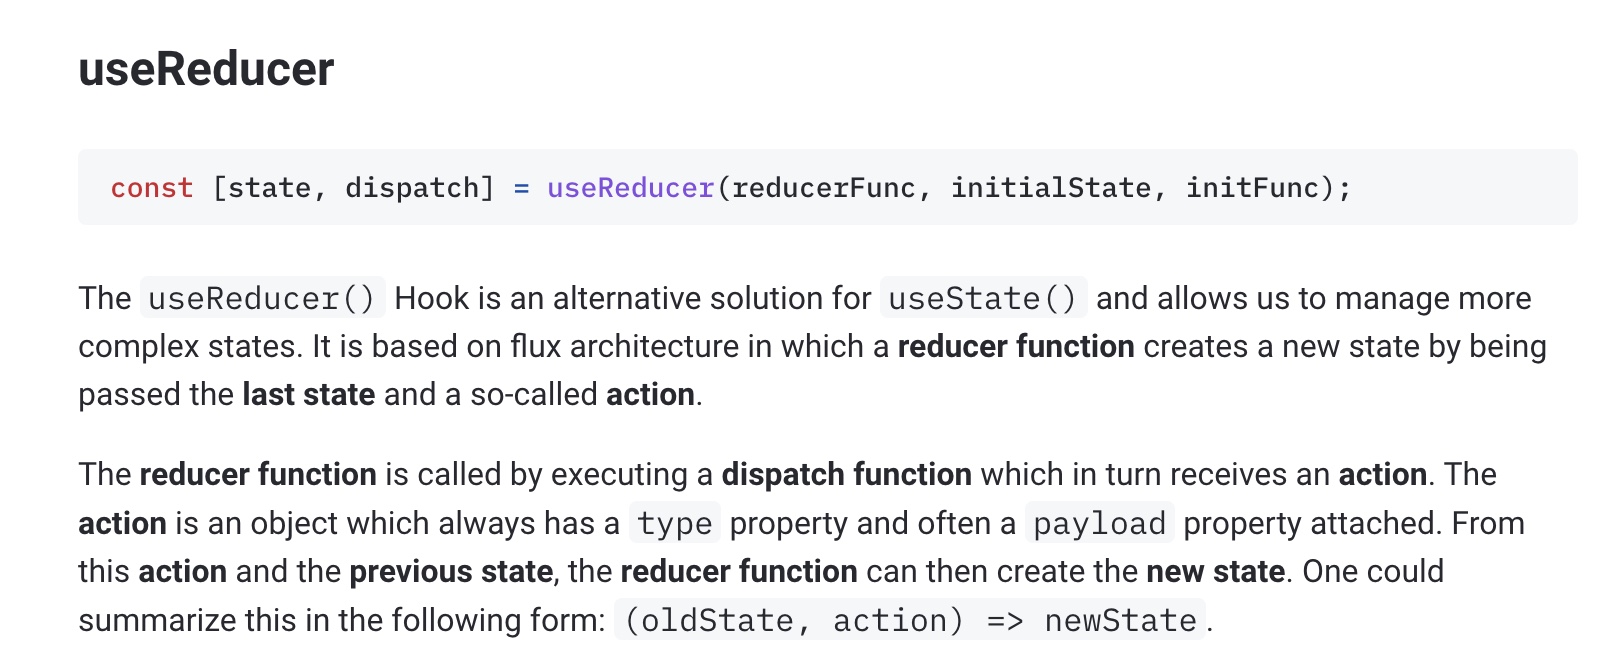 useReducer
const [state, dispatch] = useReducer(reducerFunc, initialState, initFunc);
The useReducer() Hook is an alternative solution for useState() and allows us to manage more
complex states. It is based on flux architecture in which a reducer function creates a new state by being
passed the last state and a so-called action.
The reducer function is called by executing a dispatch function which in turn receives an action. The
action is an object which always has a type property and often a payload property attached. From
this action and the previous state, the reducer function can then create the new state. One could
summarize this in the following form: (oldState, action) => newState.